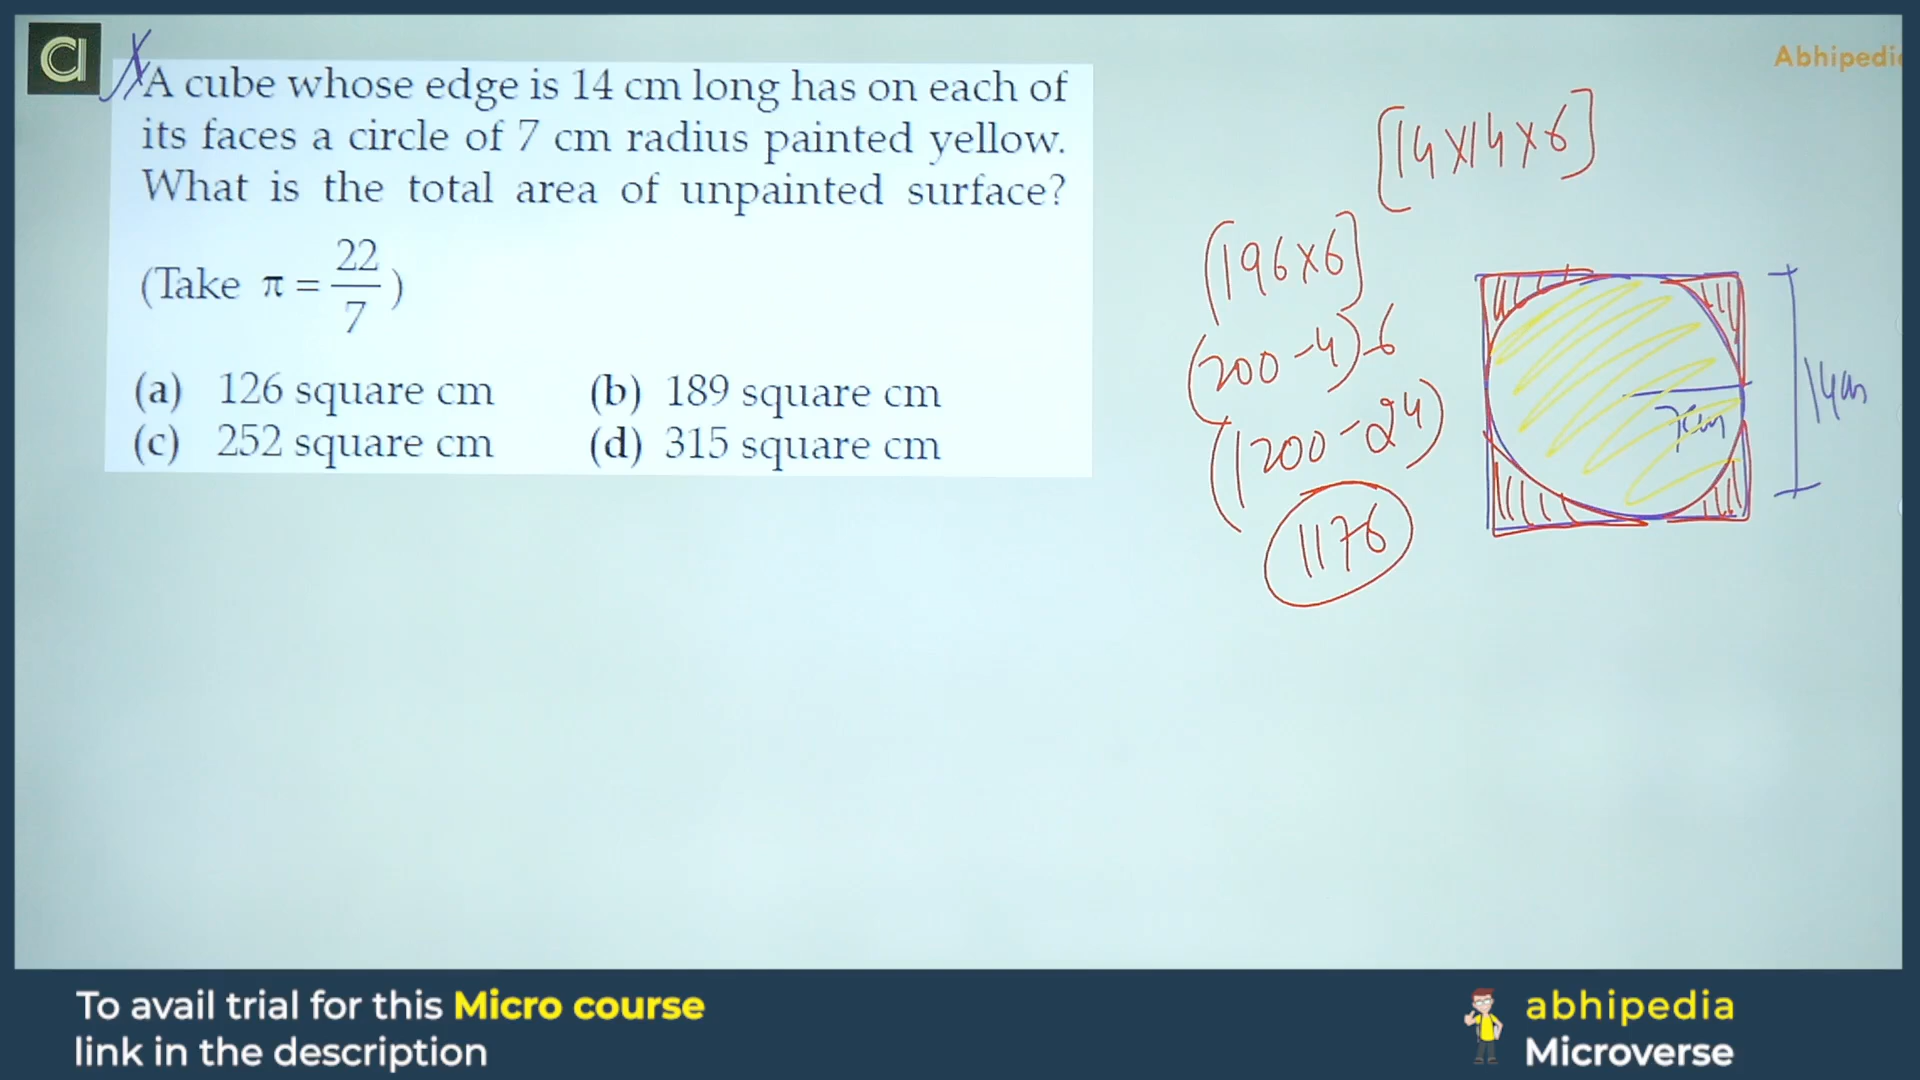 CI
Abhipedi
A cube whose edge is 14 cm long has on each of
its faces a circle of 7 cm radius painted yellow.
What is the total area of unpainted surface?
(Take π = 22/7)
(a) 126 square cm (b) 189 square cm
(c) 252 square cm (d) 315 square cm
[14×14×6]
[196×6]
(200-4)-6
(1200-24)
1176
7cm
14cm
To avail trial for this Micro course
link in the description
abhipedia
Microverse